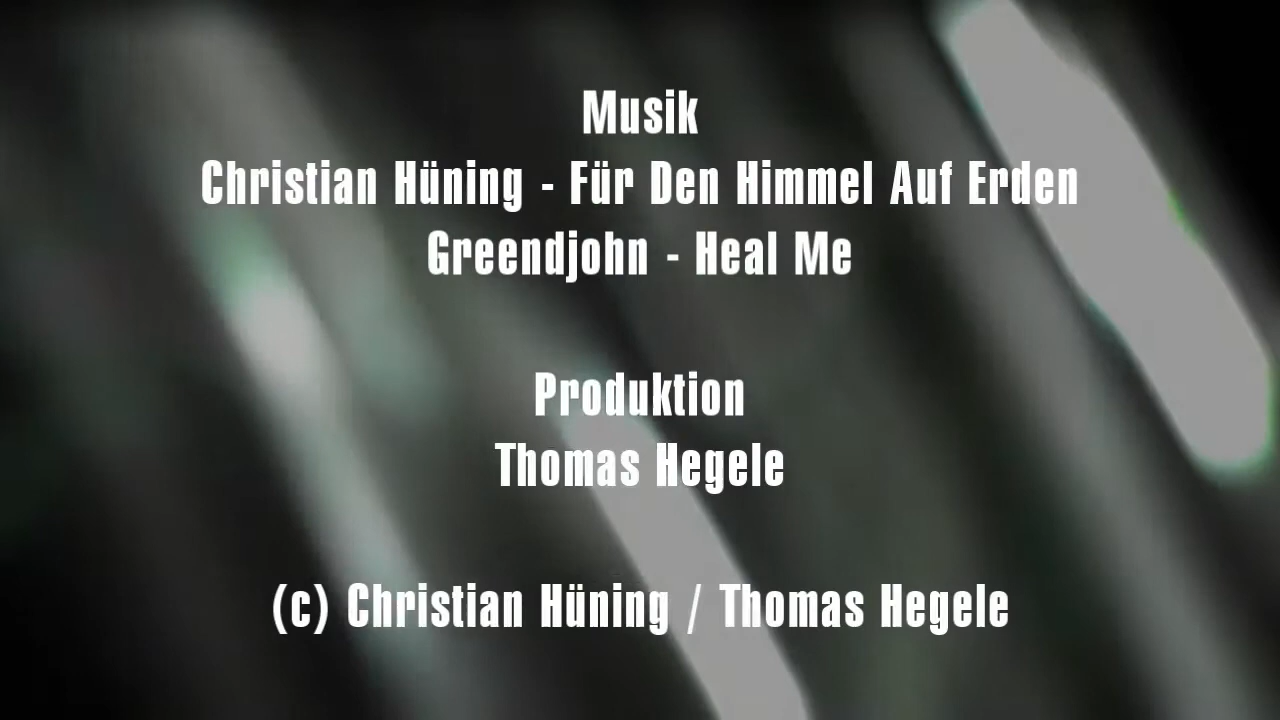 Musik
Christian Hüning - Für Den Himmel Auf Erden
Greendjohn - Heal Me
Produktion
Thomas Hegele
(c) Christian Hüning / Thomas Hegele